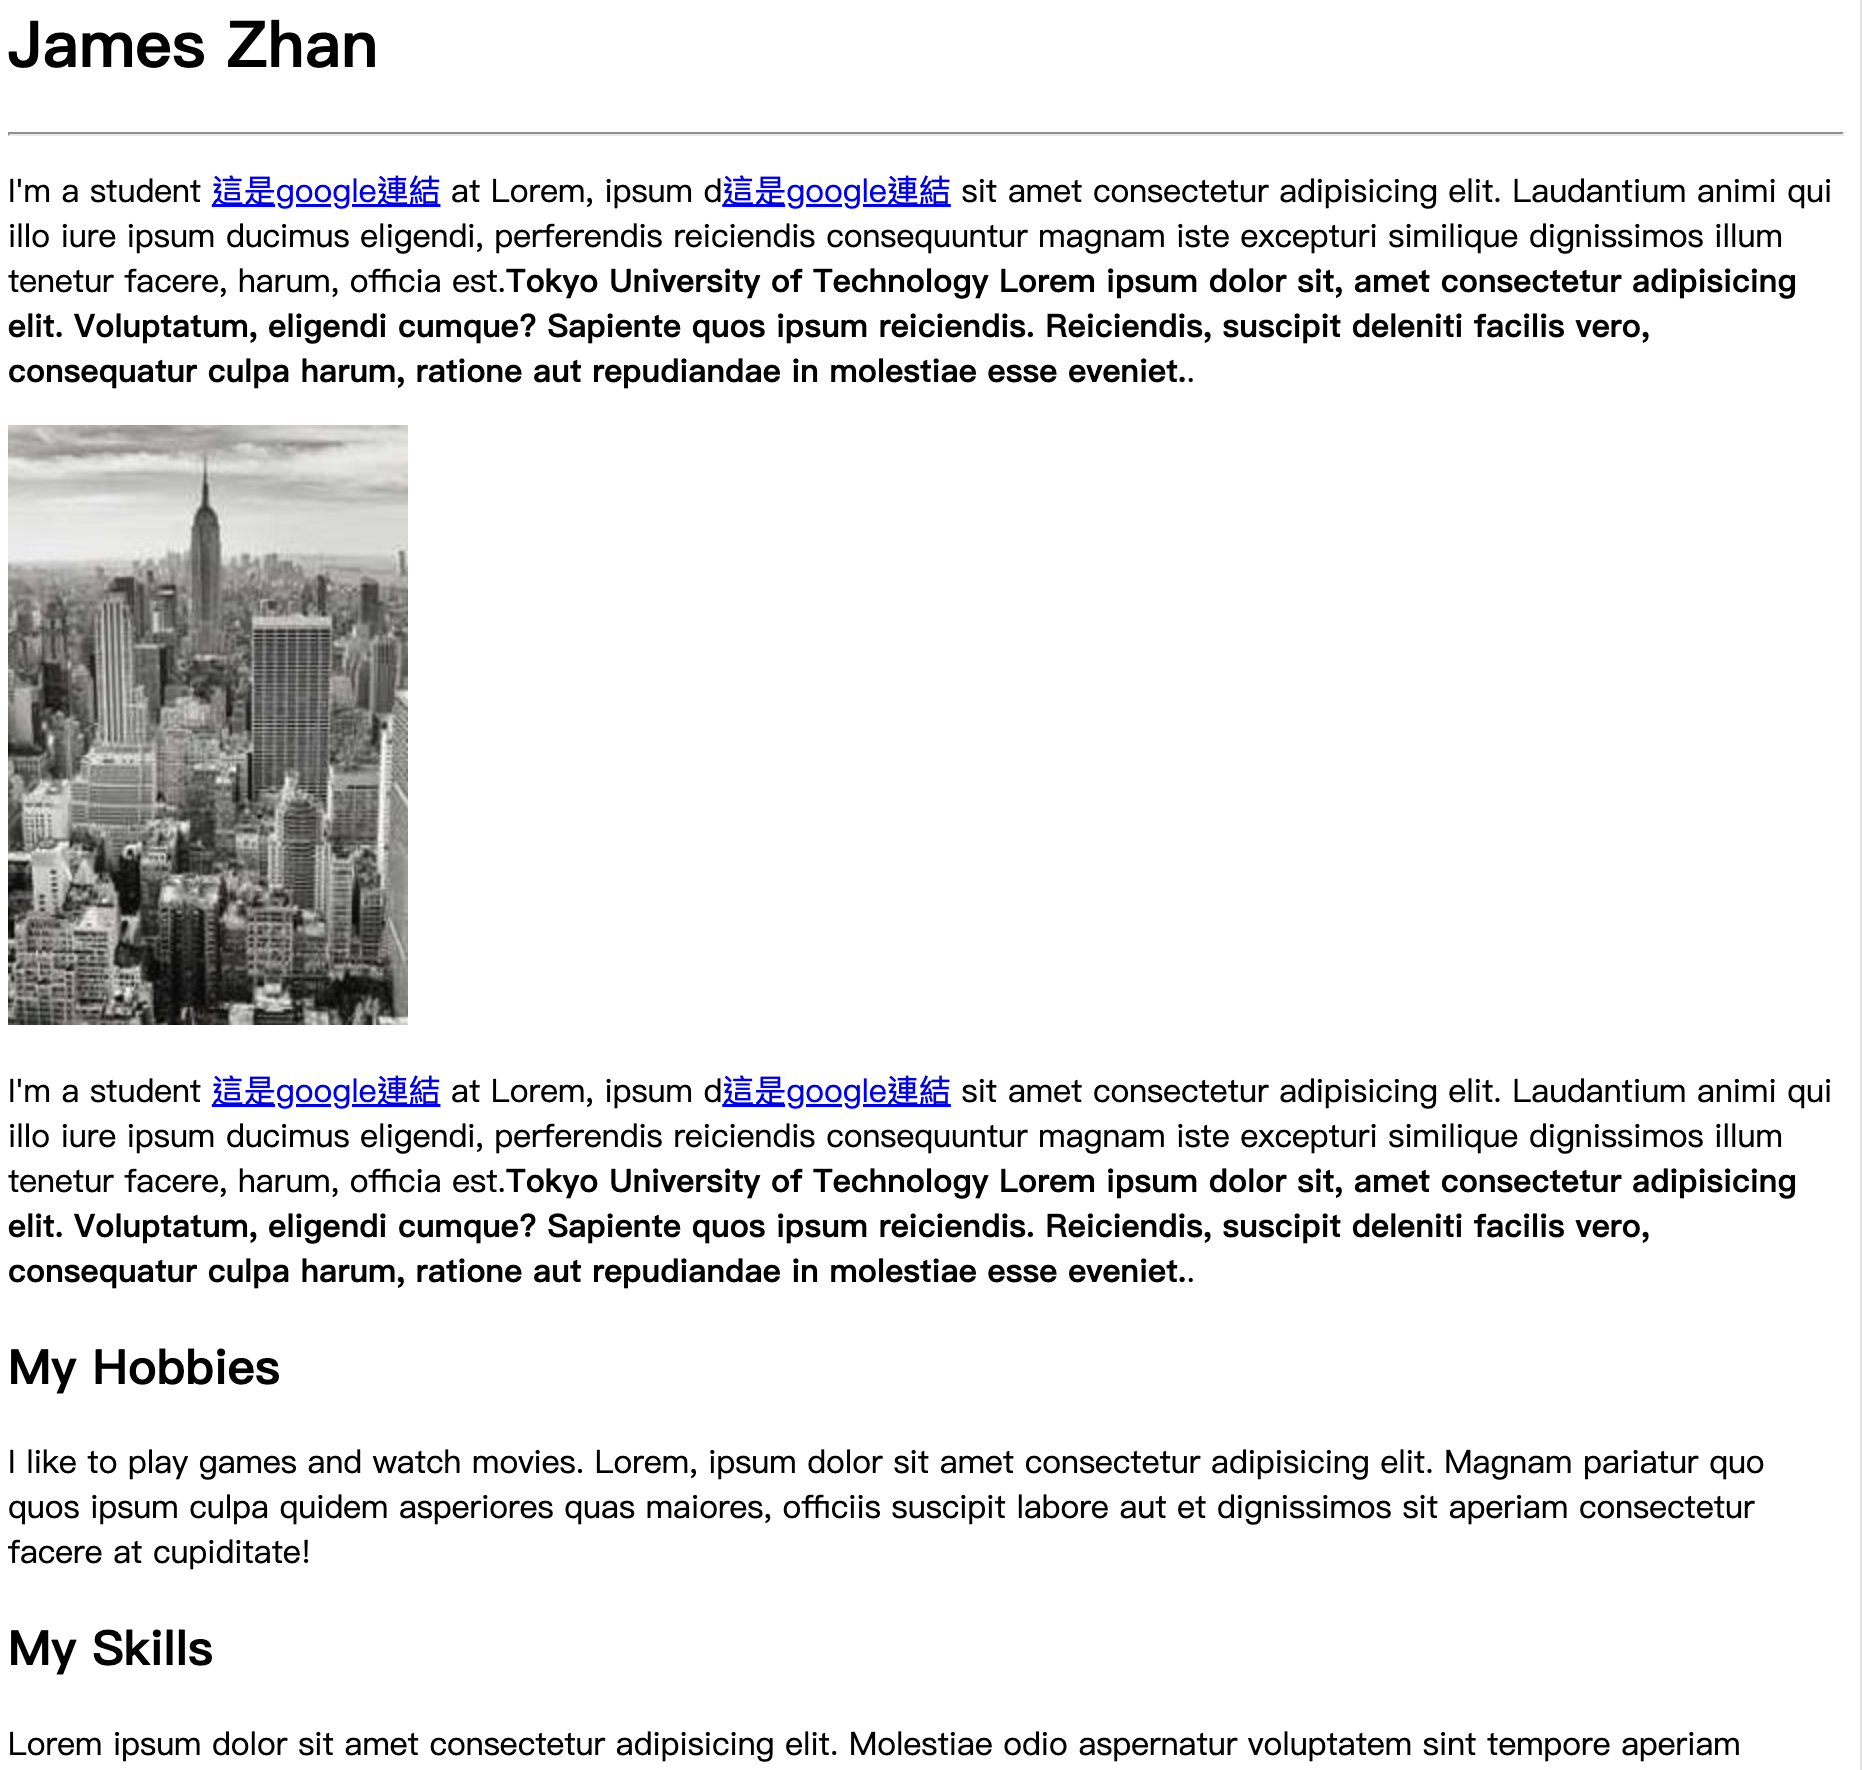 James Zhan
I'm a student 這是google連結 at Lorem, ipsum d這是google連結 sit amet consectetur adipisicing elit. Laudantium animi qui
illo iure ipsum ducimus eligendi, perferendis reiciendis consequuntur magnam iste excepturi similique dignissimos illum
tenetur facere, harum, officia est.Tokyo University of Technology Lorem ipsum dolor sit, amet consectetur adipisicing
elit. Voluptatum, eligendi cumque? Sapiente quos ipsum reiciendis. Reiciendis, suscipit deleniti facilis vero,
consequatur culpa harum, ratione aut repudiandae in molestiae esse eveniet..
I'm a student 這是google連結 at Lorem, ipsum d這是google連結 sit amet consectetur adipisicing elit. Laudantium animi qui
illo iure ipsum ducimus eligendi, perferendis reiciendis consequuntur magnam iste excepturi similique dignissimos illum
tenetur facere, harum, officia est.Tokyo University of Technology Lorem ipsum dolor sit, amet consectetur adipisicing
elit. Voluptatum, eligendi cumque? Sapiente quos ipsum reiciendis. Reiciendis, suscipit deleniti facilis vero,
consequatur culpa harum, ratione aut repudiandae in molestiae esse eveniet..
My Hobbies
I like to play games and watch movies. Lorem, ipsum dolor sit amet consectetur adipisicing elit. Magnam pariatur quo
quos ipsum culpa quidem asperiores quas maiores, officiis suscipit labore aut et dignissimos sit aperiam consectetur
facere at cupiditate!
My Skills
Lorem ipsum dolor sit amet consectetur adipisicing elit. Molestiae odio aspernatur voluptatem sint tempore aperiam